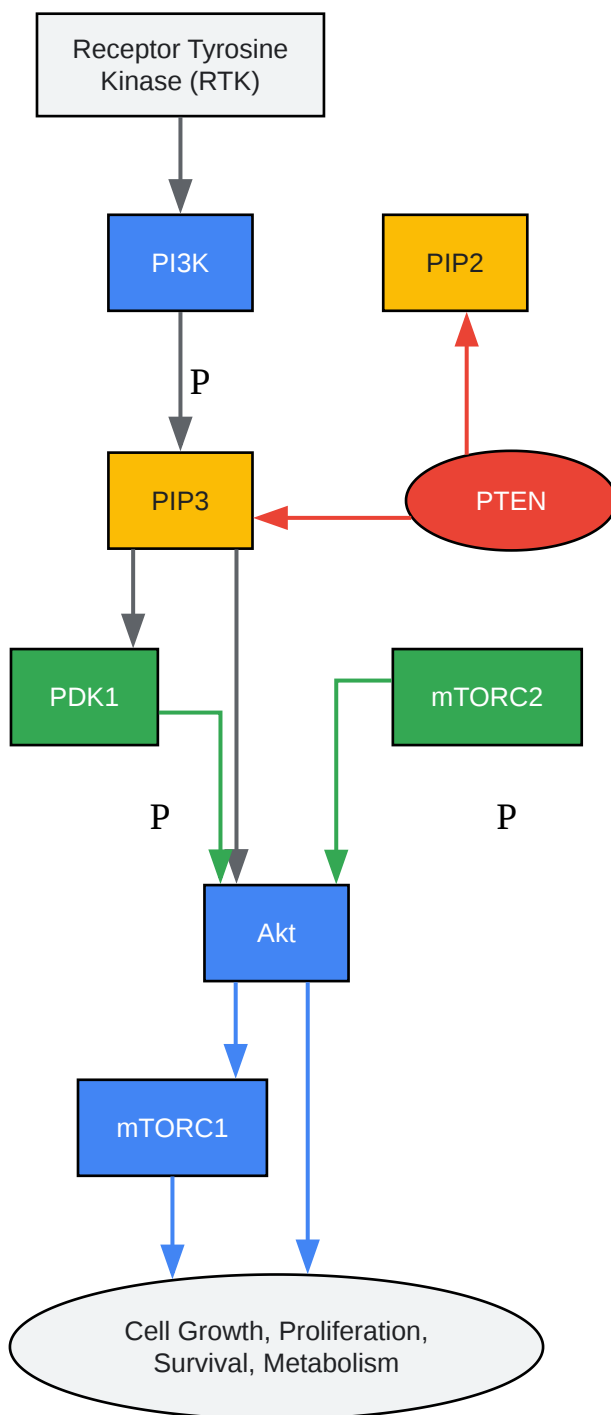 Receptor Tyrosine
Kinase (RTK)
PI3K
PIP2
P
PIP3
PTEN
PDK1
mTORC2
P
P
Akt
mTORC1
Cell Growth, Proliferation,
Survival, Metabolism